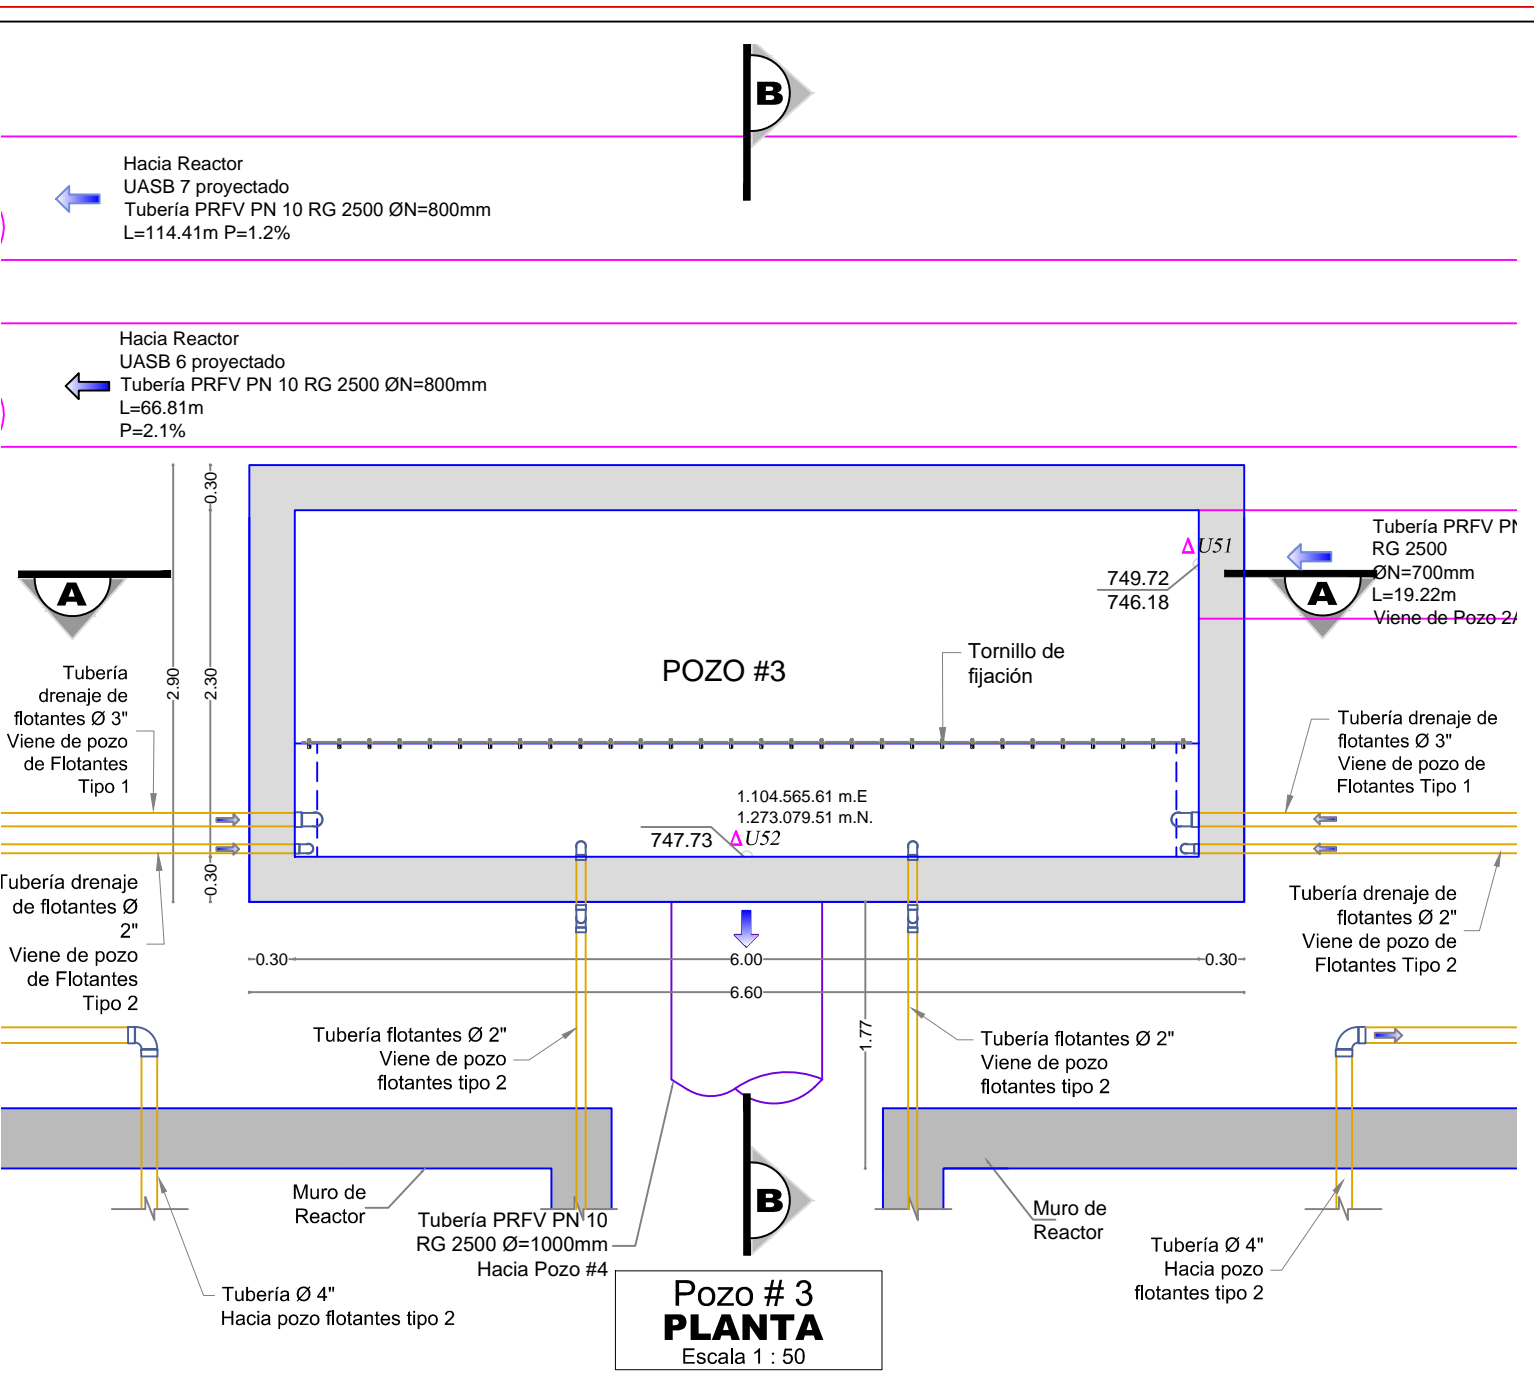 B
Hacia Reactor
UASB 7 proyectado
Tubería PRFV PN 10 RG 2500 ØN=800mm
L=114.41m P=1.2%
Hacia Reactor
UASB 6 proyectado
Tubería PRFV PN 10 RG 2500 ØN=800mm
L=66.81m
P=2.1%
0.30
2.90
2.30
0.30
A
A
Tubería PRFV PN
RG 2500
ØN=700mm
L=19.22m
Viene de Pozo 2A
U51
749.72
746.18
POZO #3
Tornillo de
fijación
Tubería
drenaje de
flotantes Ø 3"
Viene de pozo
de Flotantes
Tipo 1
Tubería drenaje de
flotantes Ø 3"
Viene de pozo de
Flotantes Tipo 1
1.104.565.61 m.E
1.273.079.51 m.N.
747.73
U52
Tubería drenaje
de flotantes Ø
2"
Viene de pozo
de Flotantes
Tipo 2
Tubería drenaje de
flotantes Ø 2"
Viene de pozo de
Flotantes Tipo 2
0.30
6.00
0.30
6.60
1.77
Tubería flotantes Ø 2"
Viene de pozo
flotantes tipo 2
Tubería flotantes Ø 2"
Viene de pozo
flotantes tipo 2
Muro de
Reactor
Tubería PRFV PN 10
RG 2500 Ø=1000mm
Hacia Pozo #4
B
Muro de
Reactor
Tubería Ø 4"
Hacia pozo
flotantes tipo 2
Tubería Ø 4"
Hacia pozo flotantes tipo 2
Pozo # 3
PLANTA
Escala 1 : 50